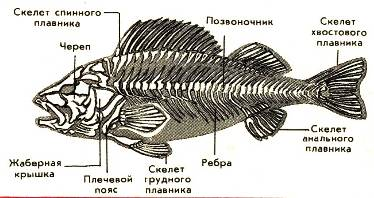 Скелет спинного
плавника
Позвоночник
Скелет
хвостового
плавника
Череп
Скелет
анального
плавника
Жаберная
крышка
Плечевой
пояс
Скелет
грудного
плавника
Ребра